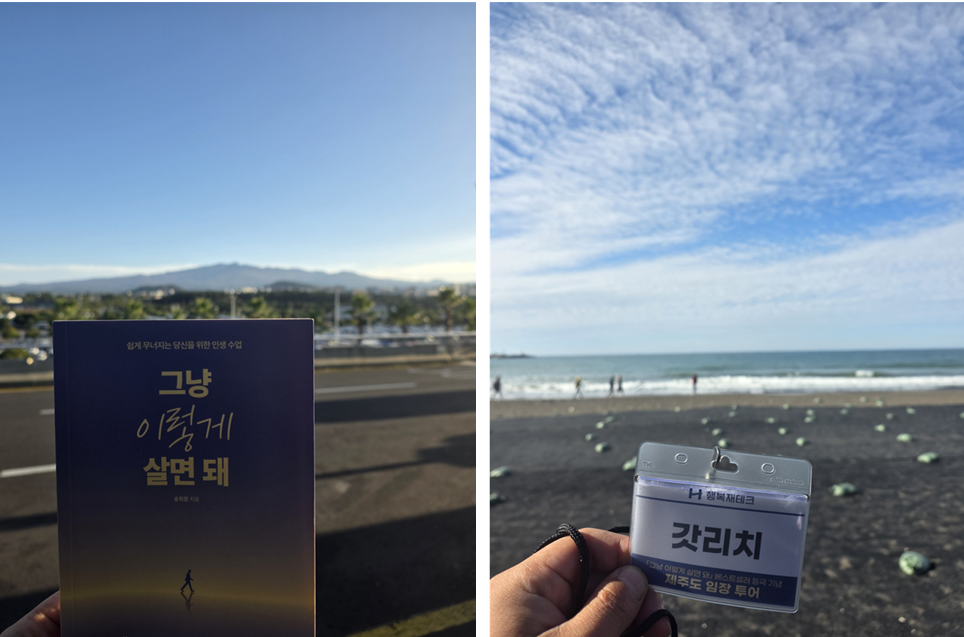 쉽게 무너지는 당신을 위한 인생 수업
그냥
이렇게
살면 돼
지음
행복재테크
갓리치
『그냥 이렇게 살면 돼』 베스트셀러 등극 기념
제주도 임장 투어